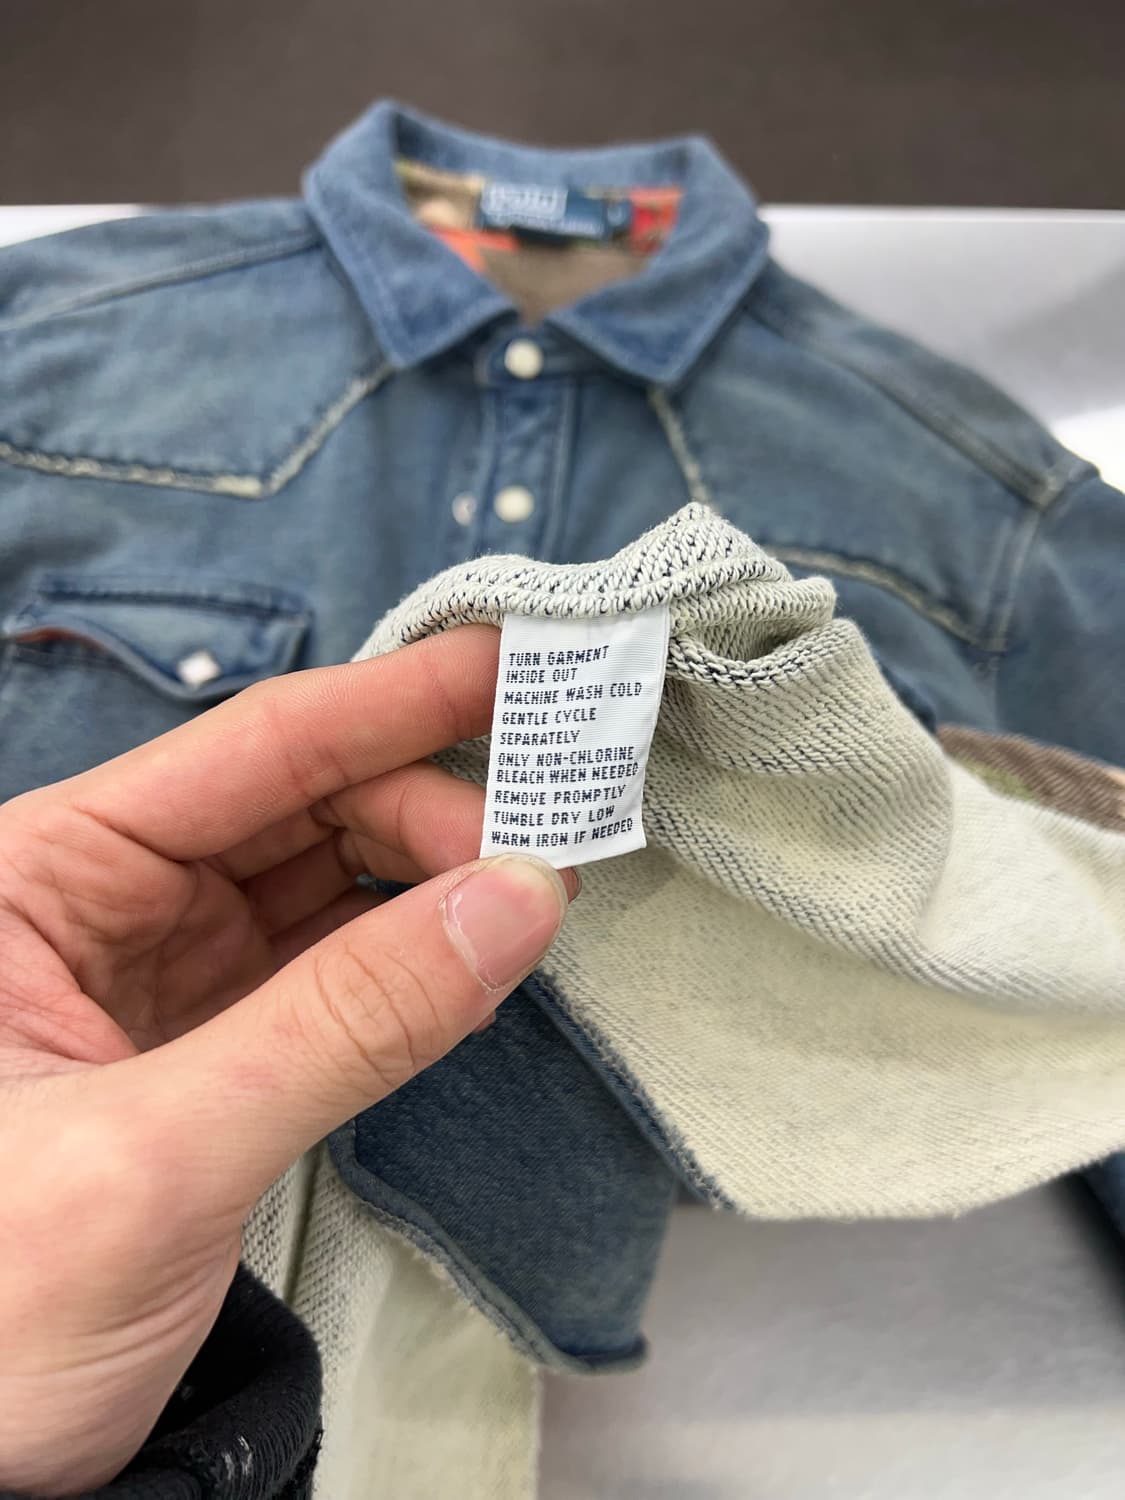 Polo
TURN GARMENT
INSIDE OUT
MACHINE WASH COLD
GENTLE CYCLE
SEPARATELY
ONLY NON-CHLORINE
BLEACH WHEN NEEDED
REMOVE PROMPTLY
TUMBLE DRY LOW
WARM IRON IF NEEDED